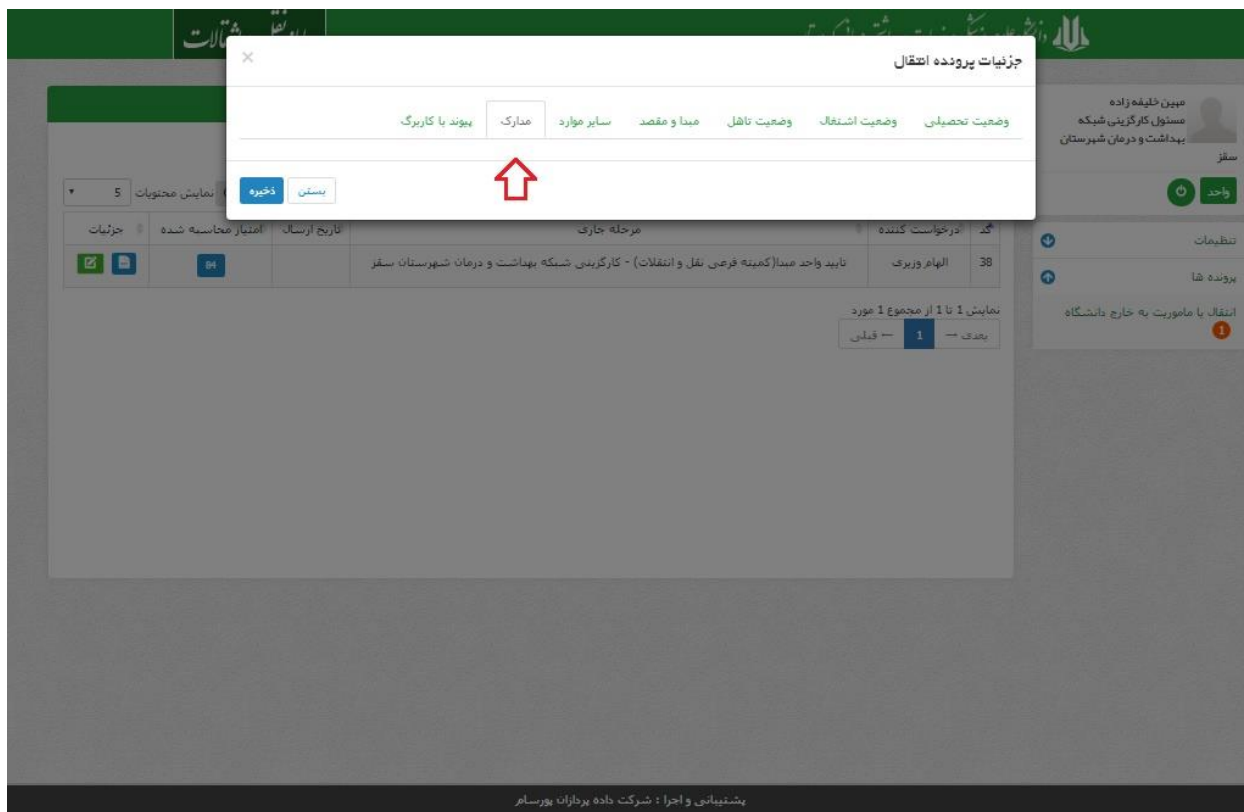 جزئیات پرونده انتقال
×
وضعیت تحصیلی
وضعیت اشتغال
وضعیت تاهل
مبدا و مقصد
سایر موارد
مدارک
پیوند با کاربرگ
بستن
ذخیره
مهین خلیفه زاده
مسئول کارگزینی شبکه
بهداشت و درمان شهرستان
سقز
واحد
تنظیمات
پرونده ها
انتقال یا ماموریت به خارج دانشگاه
1
نمایش محتویات 5
کد درخواست کننده مرحله جاری تاریخ ارسال امتیاز محاسبه شده جزئیات
38 الهام وزیری تایید واحد مبدا(کمیته فرعی نقل و انتقلات) - کارگزینی شبکه بهداشت و درمان شهرستان سقز 84
نمایش 1 تا 1 از مجموع 1 مورد
بعدی → 1 ← قبلی
پشتیبانی و اجرا : شرکت داده پردازان پورسام